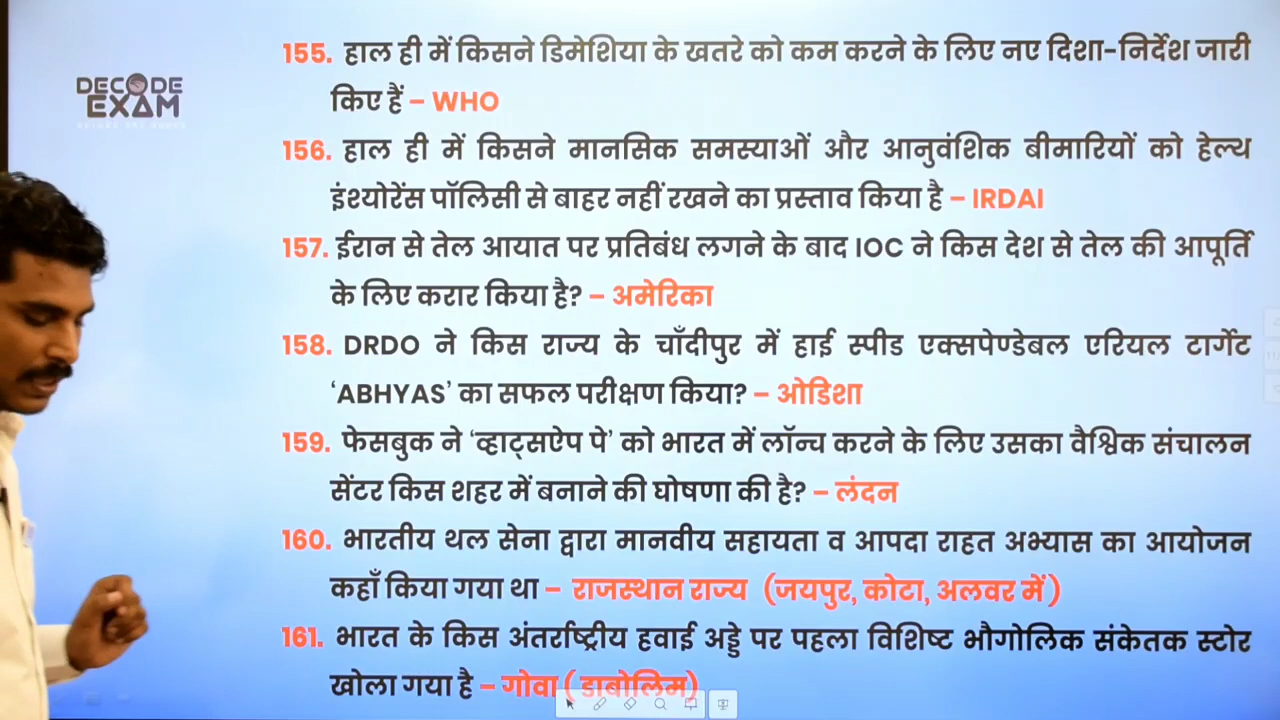 DECODE
EXAM
155. हाल ही में किसने डिमेशिया के खतरे को कम करने के लिए नए दिशा-निर्देश जारी
किए हैं – WHO
156. हाल ही में किसने मानसिक समस्याओं और आनुवंशिक बीमारियों को हेल्थ
इंश्योरेंस पॉलिसी से बाहर नहीं रखने का प्रस्ताव किया है – IRDAI
157. ईरान से तेल आयात पर प्रतिबंध लगने के बाद IOC ने किस देश से तेल की आपूर्ति
के लिए करार किया है? – अमेरिका
158. DRDO ने किस राज्य के चाँदीपुर में हाई स्पीड एक्सपेण्डेबल एरियल टार्गेट
‘ABHYAS’ का सफल परीक्षण किया? – ओडिशा
159. फेसबुक ने ‘व्हाट्सऐप पे’ को भारत में लॉन्च करने के लिए उसका वैश्विक संचालन
सेंटर किस शहर में बनाने की घोषणा की है? – लंदन
160. भारतीय थल सेना द्वारा मानवीय सहायता व आपदा राहत अभ्यास का आयोजन
कहाँ किया गया था – राजस्थान राज्य (जयपुर, कोटा, अलवर में)
161. भारत के किस अंतर्राष्ट्रीय हवाई अड्डे पर पहला विशिष्ट भौगोलिक संकेतक स्टोर
खोला गया है – गोवा (डाबोलिम)